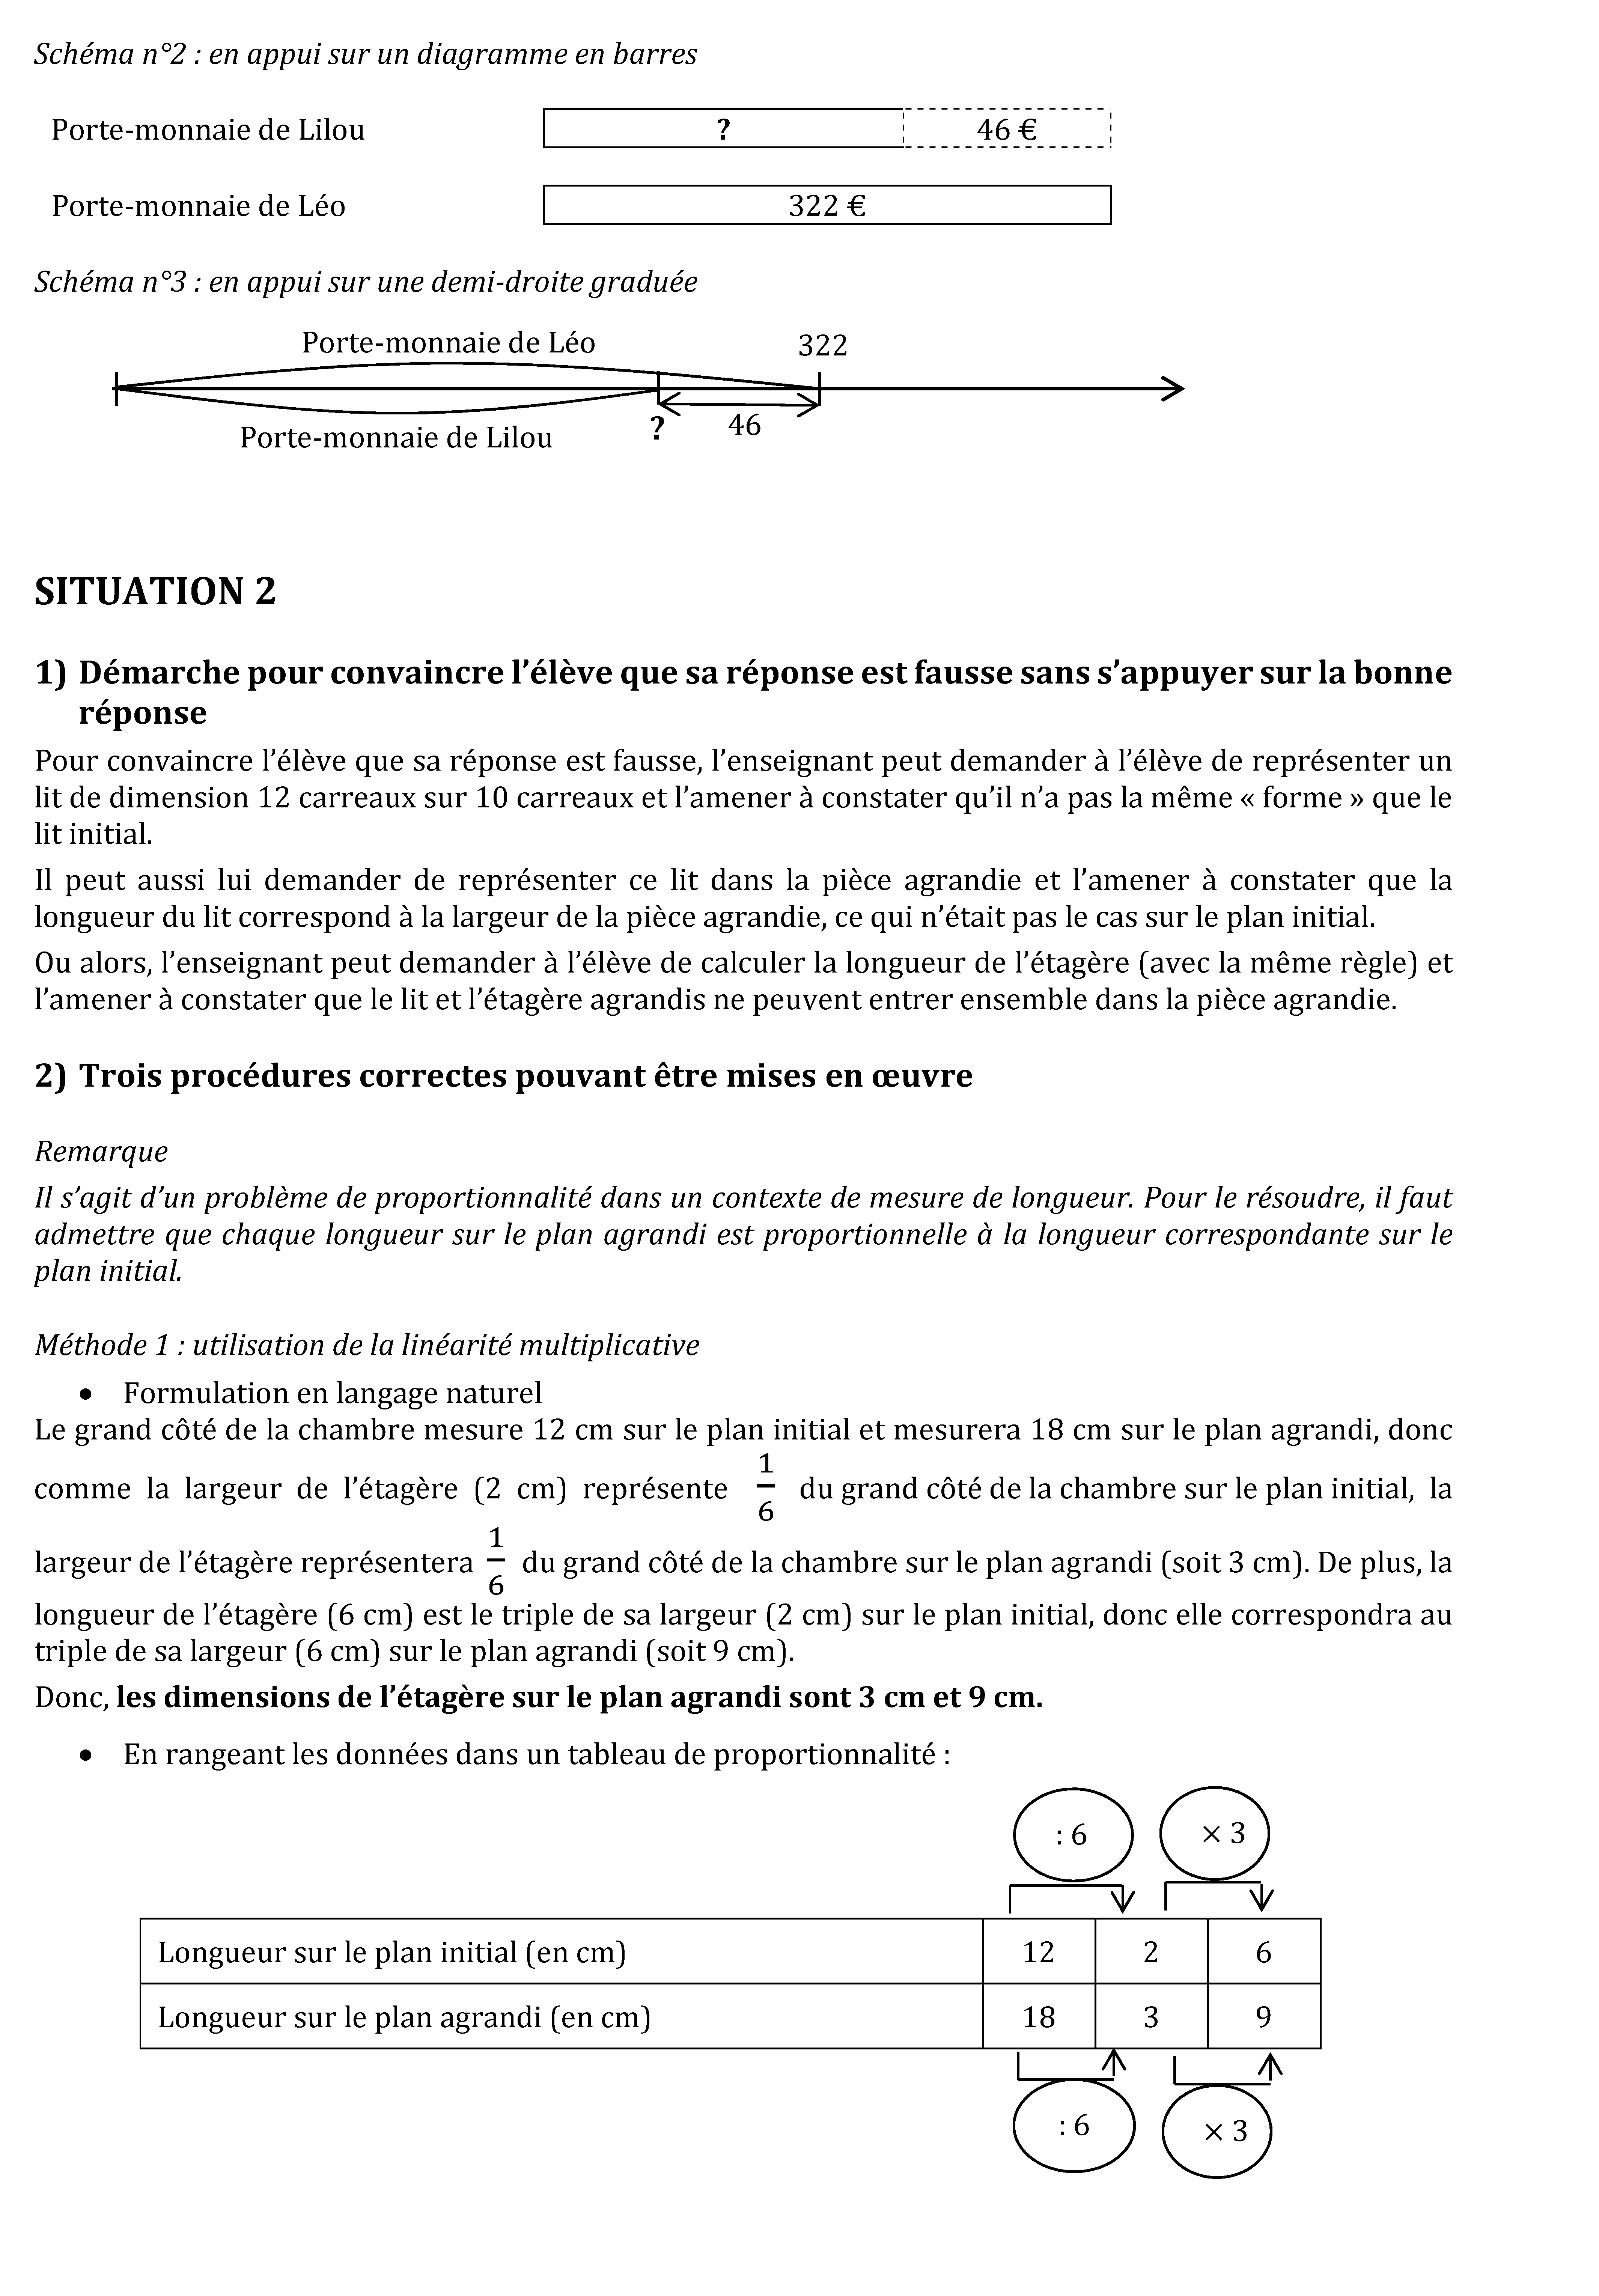 Schéma n°2 : en appui sur un diagramme en barres
Porte-monnaie de Lilou
? 46 €
Porte-monnaie de Léo
322 €
Schéma n°3 : en appui sur une demi-droite graduée
Porte-monnaie de Léo
322
Porte-monnaie de Lilou
? 46
SITUATION 2
1) Démarche pour convaincre l’élève que sa réponse est fausse sans s’appuyer sur la bonne
réponse
Pour convaincre l’élève que sa réponse est fausse, l’enseignant peut demander à l’élève de représenter un
lit de dimension 12 carreaux sur 10 carreaux et l’amener à constater qu’il n’a pas la même « forme » que le
lit initial.
Il peut aussi lui demander de représenter ce lit dans la pièce agrandie et l’amener à constater que la
longueur du lit correspond à la largeur de la pièce agrandie, ce qui n’était pas le cas sur le plan initial.
Ou alors, l’enseignant peut demander à l’élève de calculer la longueur de l’étagère (avec la même règle) et
l’amener à constater que le lit et l’étagère agrandis ne peuvent entrer ensemble dans la pièce agrandie.
2) Trois procédures correctes pouvant être mises en œuvre
Remarque
Il s’agit d’un problème de proportionnalité dans un contexte de mesure de longueur. Pour le résoudre, il faut
admettre que chaque longueur sur le plan agrandi est proportionnelle à la longueur correspondante sur le
plan initial.
Méthode 1 : utilisation de la linéarité multiplicative
• Formulation en langage naturel
Le grand côté de la chambre mesure 12 cm sur le plan initial et mesurera 18 cm sur le plan agrandi, donc
comme la largeur de l’étagère (2 cm) représente 1/6 du grand côté de la chambre sur le plan initial, la
largeur de l’étagère représentera 1/6 du grand côté de la chambre sur le plan agrandi (soit 3 cm). De plus, la
longueur de l’étagère (6 cm) est le triple de sa largeur (2 cm) sur le plan initial, donc elle correspondra au
triple de sa largeur (6 cm) sur le plan agrandi (soit 9 cm).
Donc, les dimensions de l’étagère sur le plan agrandi sont 3 cm et 9 cm.
• En rangeant les données dans un tableau de proportionnalité :
: 6 × 3
Longueur sur le plan initial (en cm) 12 2 6
Longueur sur le plan agrandi (en cm) 18 3 9
: 6 × 3